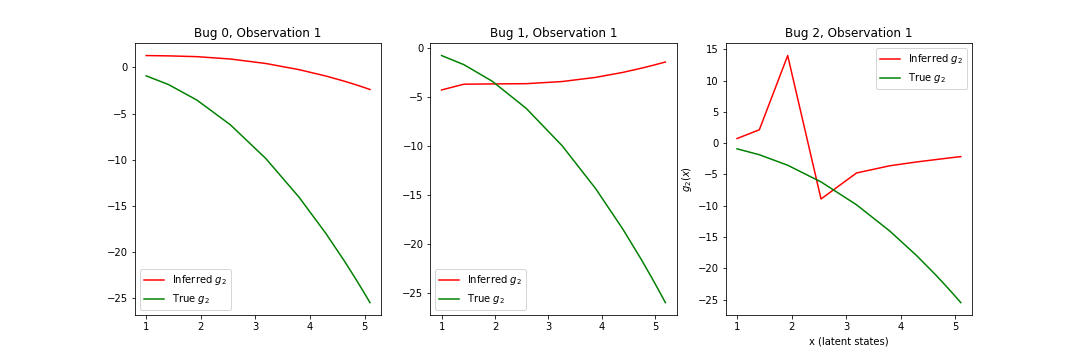 Bug 0, Observation 1
0
−5
−10
−15
−20
−25
1 2 3 4 5
Inferred g₂
True g₂
Bug 1, Observation 1
0
−5
−10
−15
−20
−25
1 2 3 4 5
Inferred g₂
True g₂
Bug 2, Observation 1
g₂(x)
15
10
5
0
−5
−10
−15
−20
−25
1 2 3 4 5
x (latent states)
Inferred g₂
True g₂